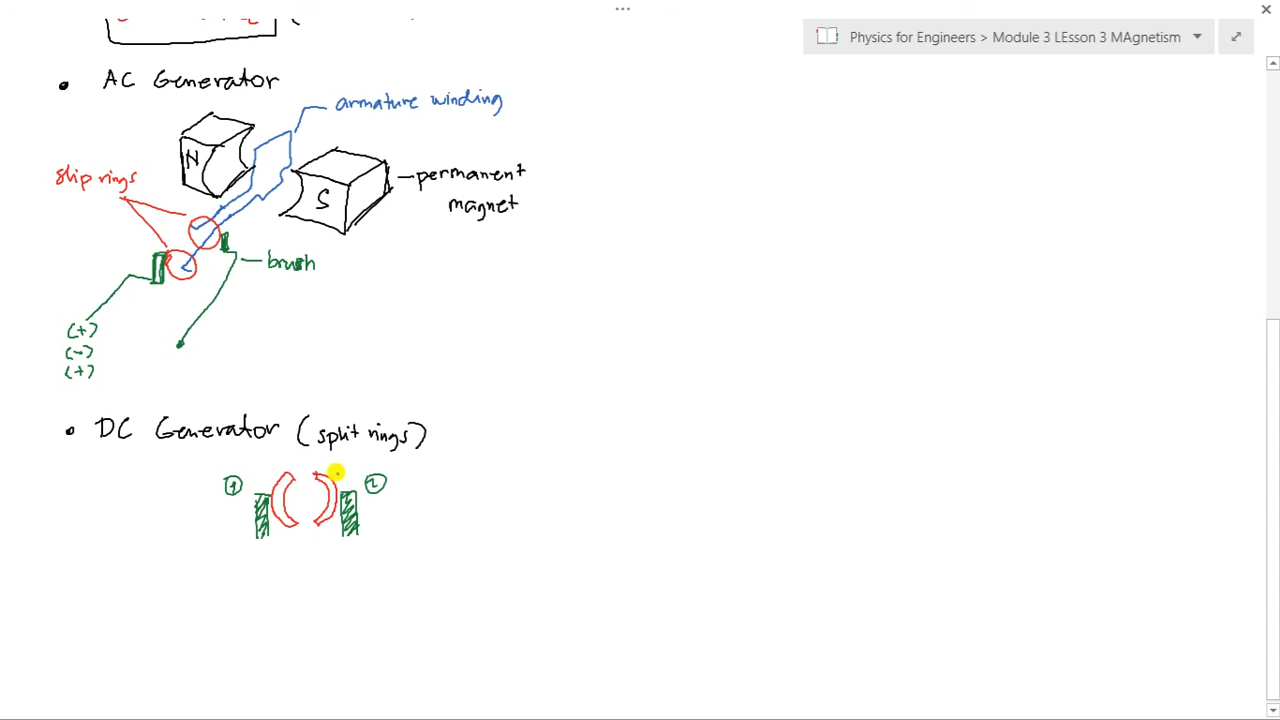 Physics for Engineers > Module 3 LEsson 3 MAgnetism
• AC Generator
armature winding
N
slip rings
S
permanent
magnet
brush
(+)
(-)
(+)
• DC Generator (split rings)
① ②